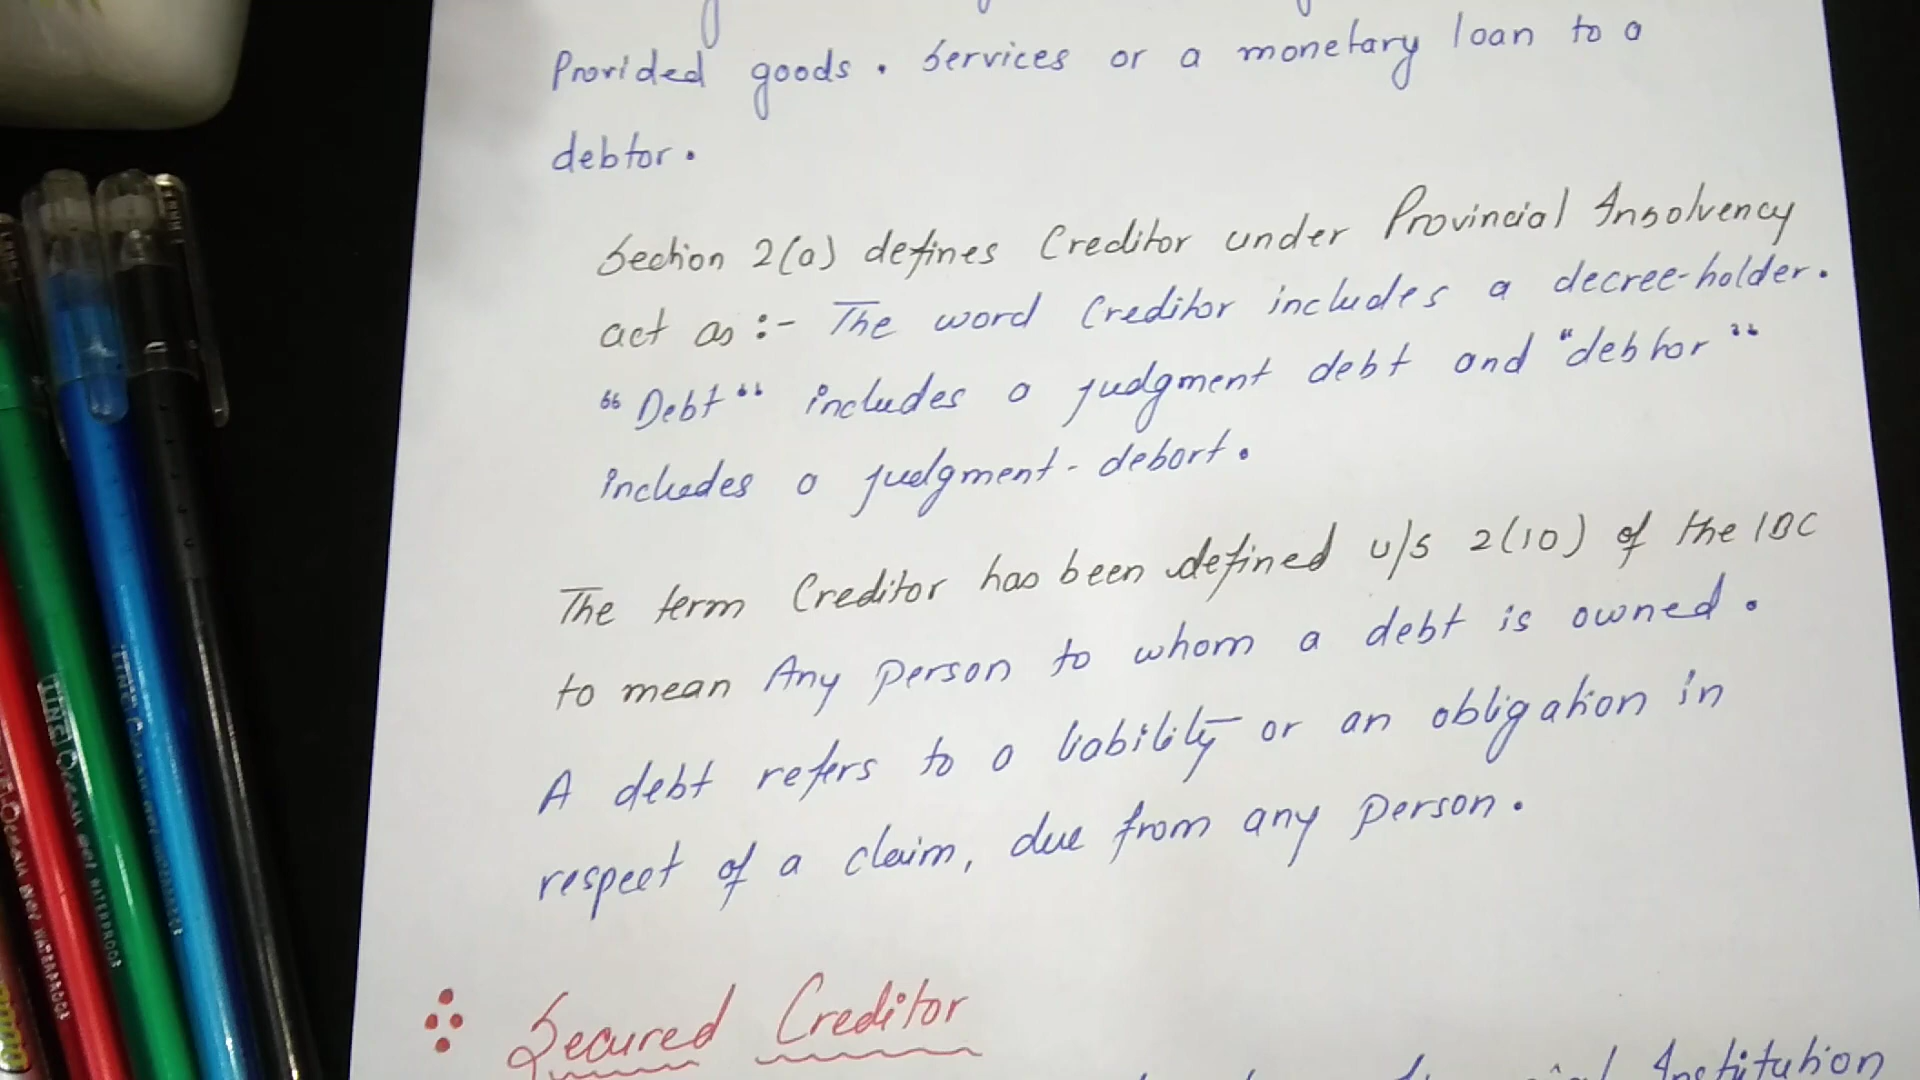 Provided goods. Services or a monetary loan to a
debtor.
Section 2(a) defines Creditor under Provincial Insolvency
act as :- The word Creditor includes a decree-holder.
"Debt" includes a judgment debt and "debtor"
includes a judgment-debort.
The term Creditor has been defined u/s 2(10) of the IBC
to mean Any person to whom a debt is owned.
A debt refers to a liability or an obligation in
respect of a claim, due from any person.
Secured Creditor
Institution